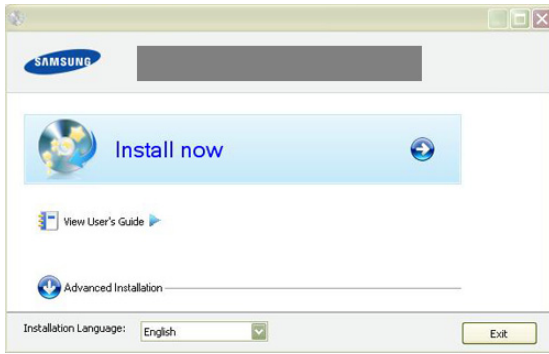 SAMSUNG
Install now
View User's Guide
Advanced Installation
Installation Language: English
Exit